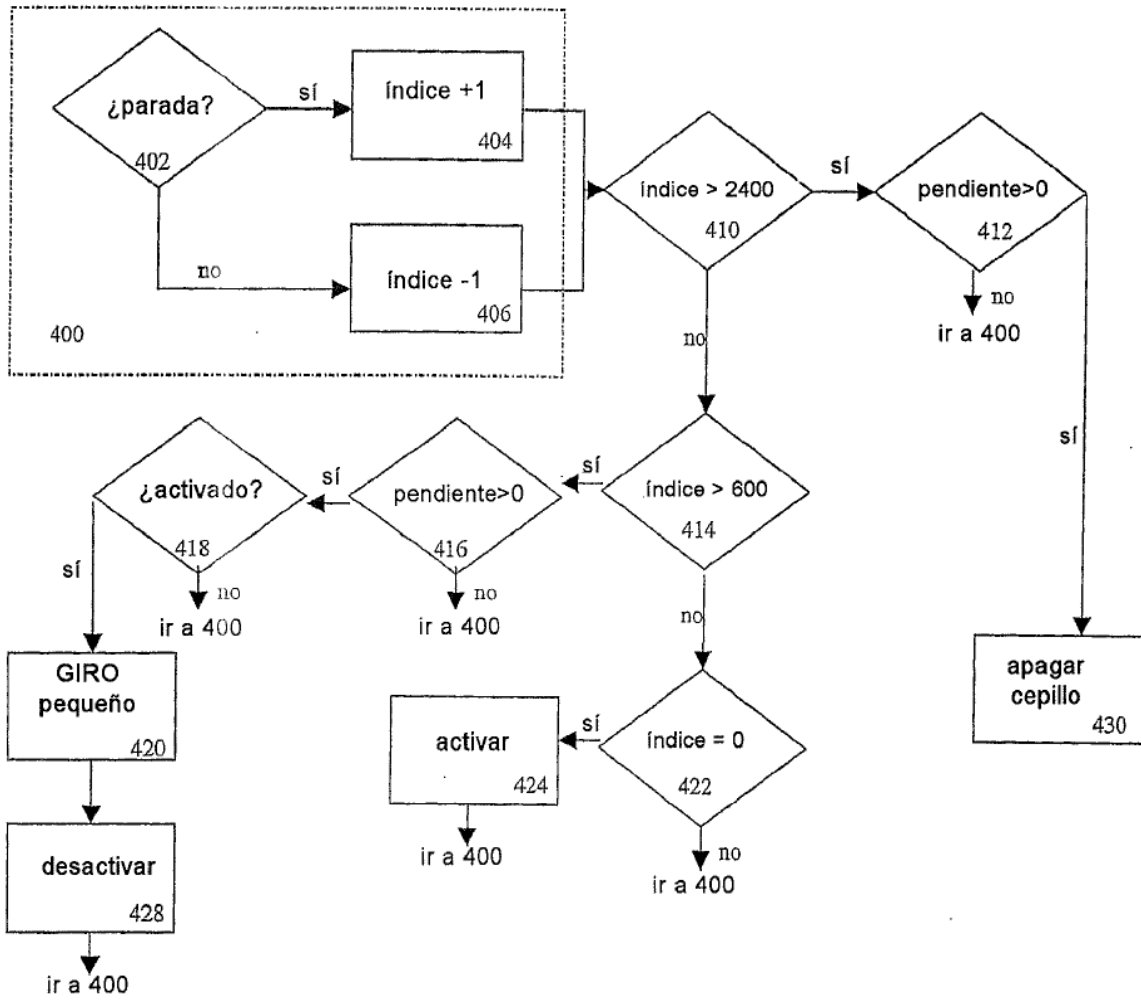 ¿parada?
402
sí
índice +1
404
no
índice -1
406
400
índice > 2400
410
sí
pendiente>0
412
no
ir a 400
sí
no
índice > 600
414
sí
pendiente>0
416
no
ir a 400
sí
¿activado?
418
no
ir a 400
sí
GIRO
pequeño
420
desactivar
428
ir a 400
no
índice = 0
422
sí
activar
424
ir a 400
no
ir a 400
apagar
cepillo
430